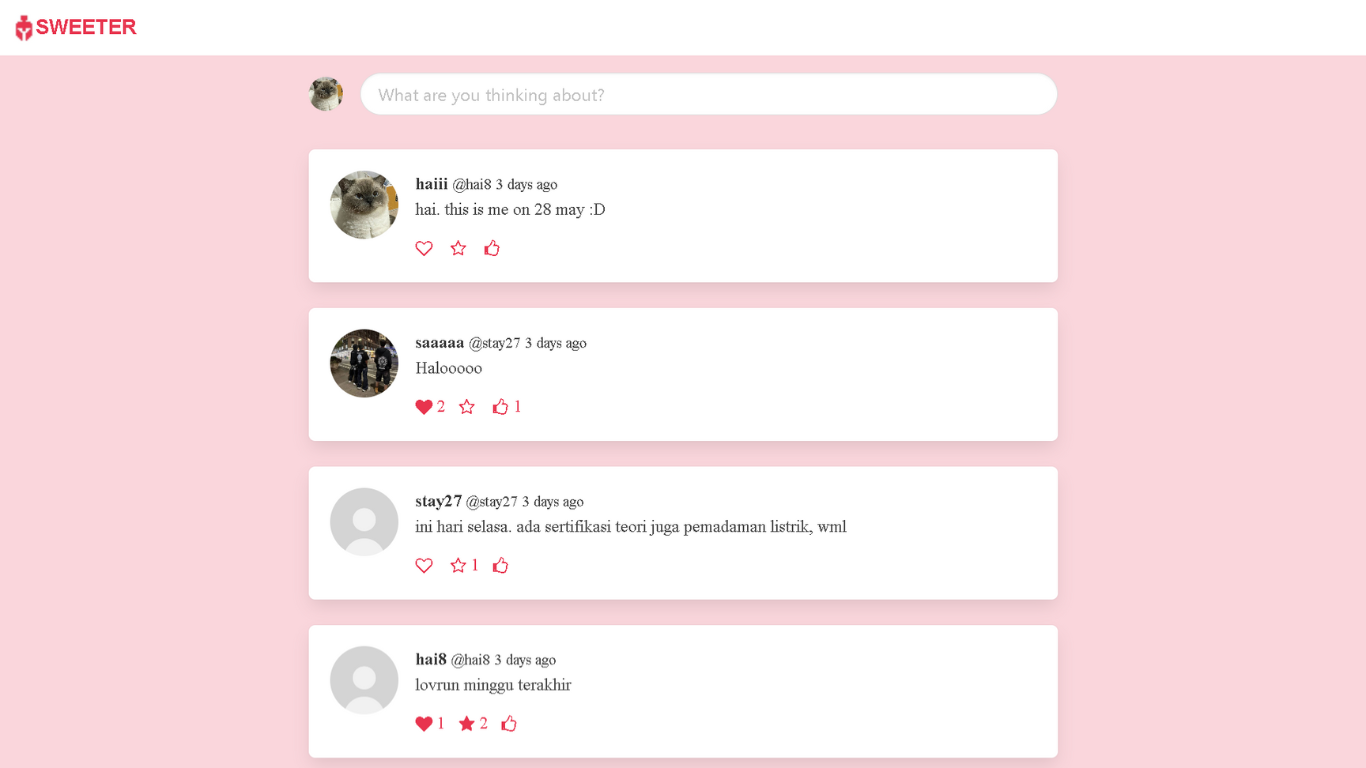 SWEETER
What are you thinking about?
haiii @hai8 3 days ago
hai. this is me on 28 may :D
saaaaa @stay27 3 days ago
Halooooo
2 1
stay27 @stay27 3 days ago
ini hari selasa. ada sertifikasi teori juga pemadaman listrik, wml
1
hai8 @hai8 3 days ago
lovrun minggu terakhir
1 2